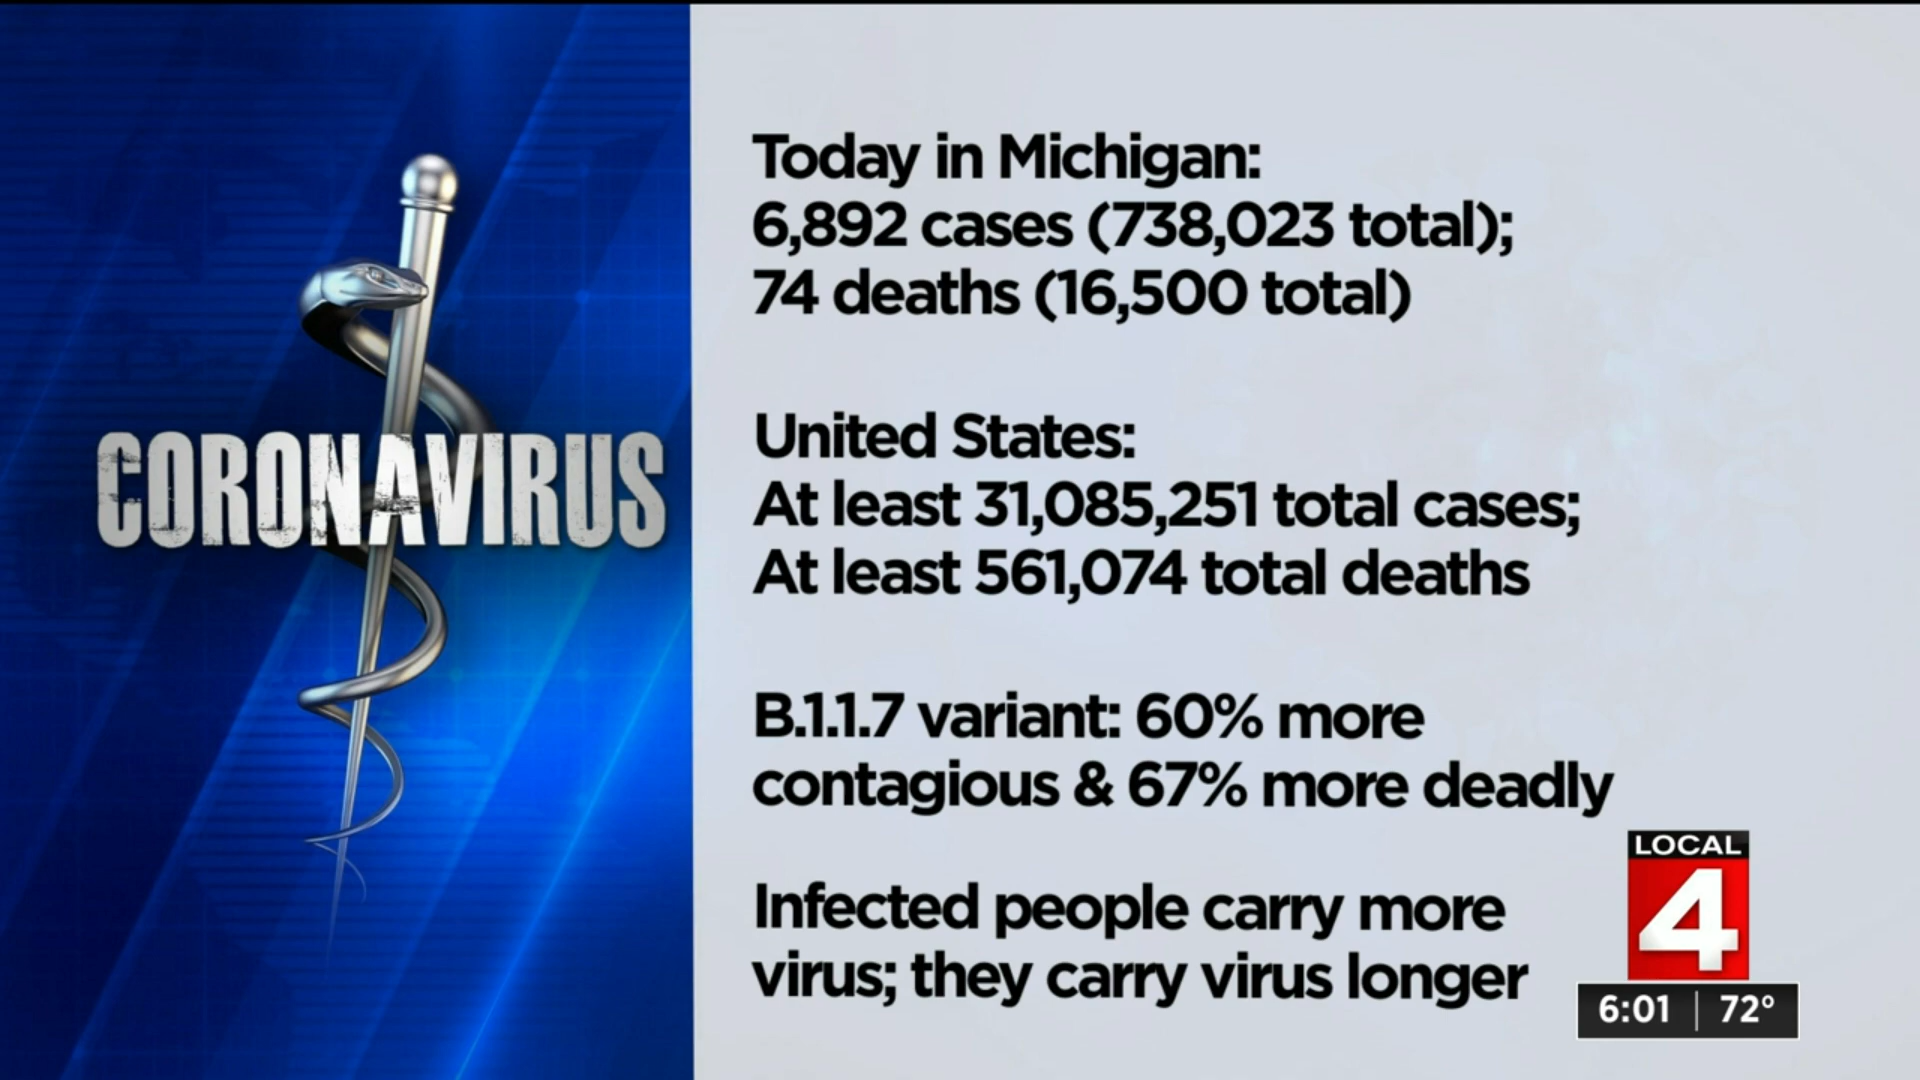 CORONAVIRUS
Today in Michigan:
6,892 cases (738,023 total);
74 deaths (16,500 total)
United States:
At least 31,085,251 total cases;
At least 561,074 total deaths
B.1.1.7 variant: 60% more
contagious & 67% more deadly
Infected people carry more
virus; they carry virus longer
LOCAL
4
6:01 | 72°